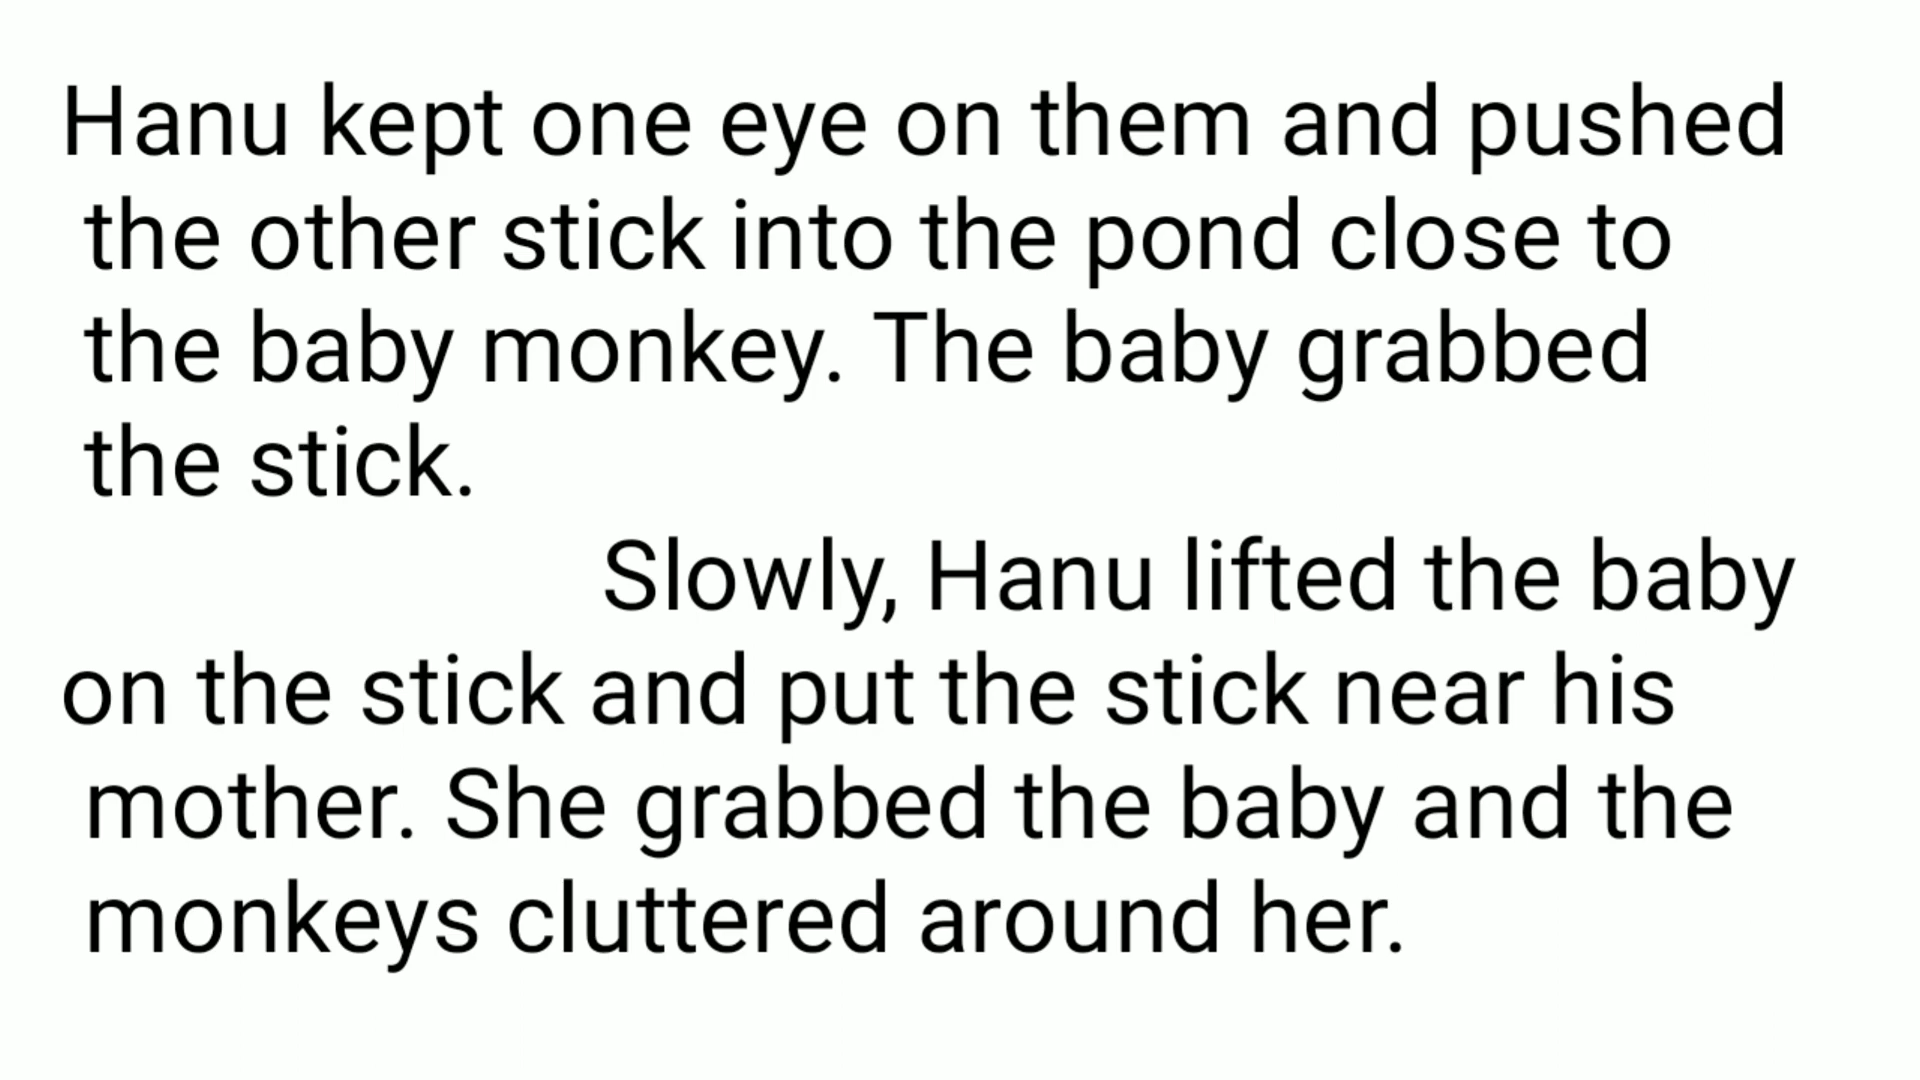 Hanu kept one eye on them and pushed
the other stick into the pond close to
the baby monkey. The baby grabbed
the stick.
Slowly, Hanu lifted the baby
on the stick and put the stick near his
mother. She grabbed the baby and the
monkeys cluttered around her.